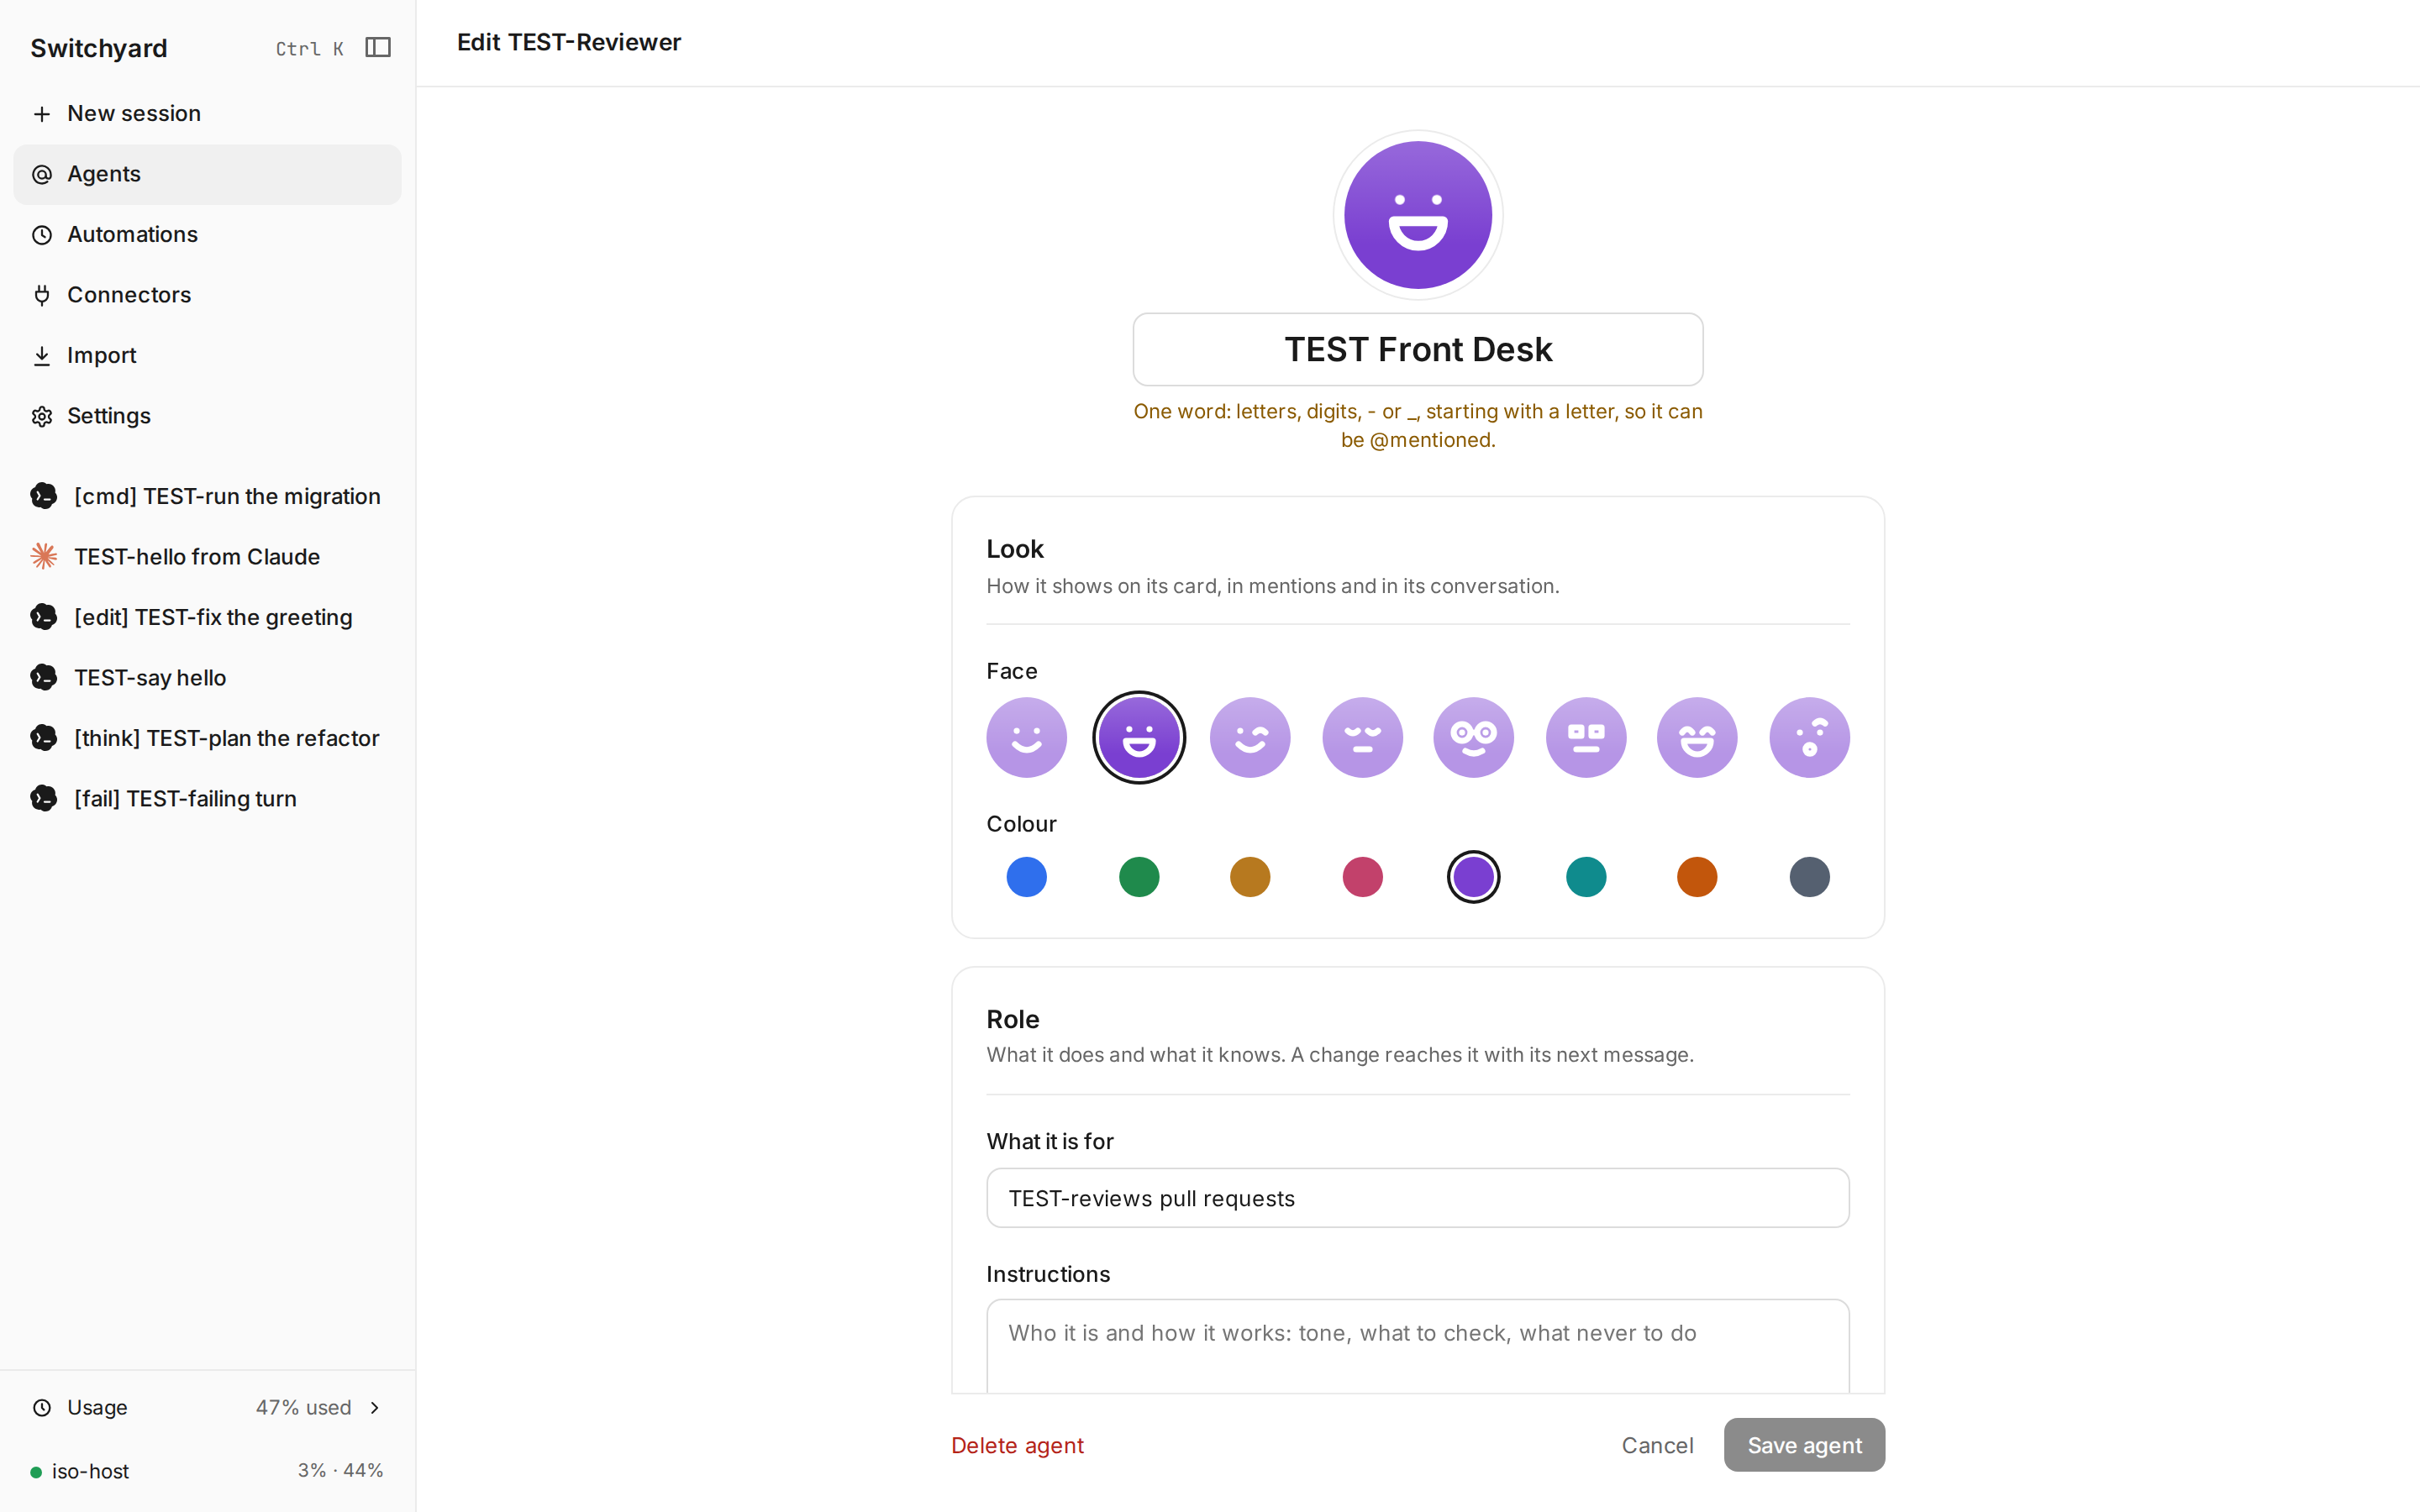 Switchyard
Ctrl K
New session
Agents
Automations
Connectors
Import
Settings
[cmd] TEST-run the migration
TEST-hello from Claude
[edit] TEST-fix the greeting
TEST-say hello
[think] TEST-plan the refactor
[fail] TEST-failing turn
Usage
47% used
iso-host
3% · 44%
Edit TEST-Reviewer
TEST Front Desk
One word: letters, digits, - or _, starting with a letter, so it can
be @mentioned.
Look
How it shows on its card, in mentions and in its conversation.
Face
Colour
Role
What it does and what it knows. A change reaches it with its next message.
What it is for
TEST-reviews pull requests
Instructions
Who it is and how it works: tone, what to check, what never to do
Delete agent
Cancel
Save agent